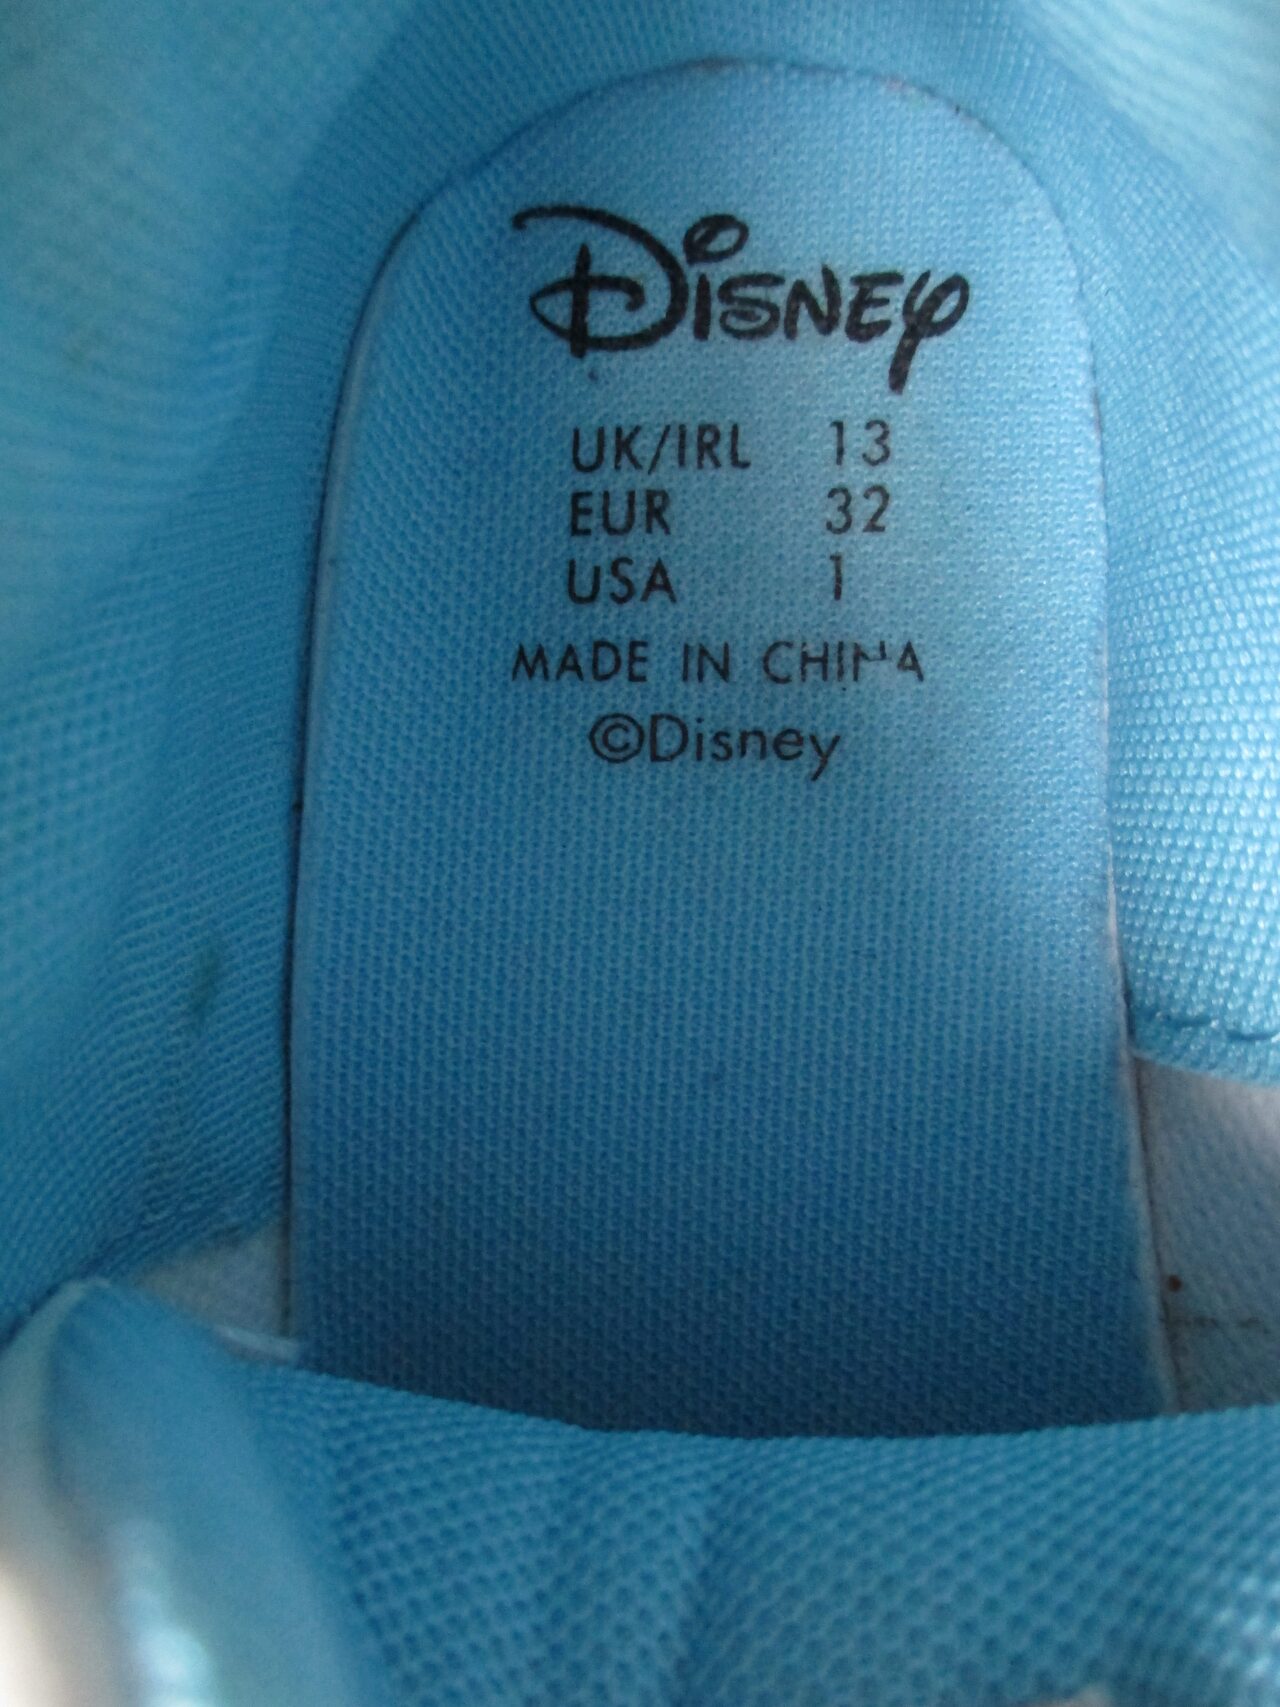 Disney
UK/IRL 13
EUR 32
USA 1
MADE IN CHINA
©Disney